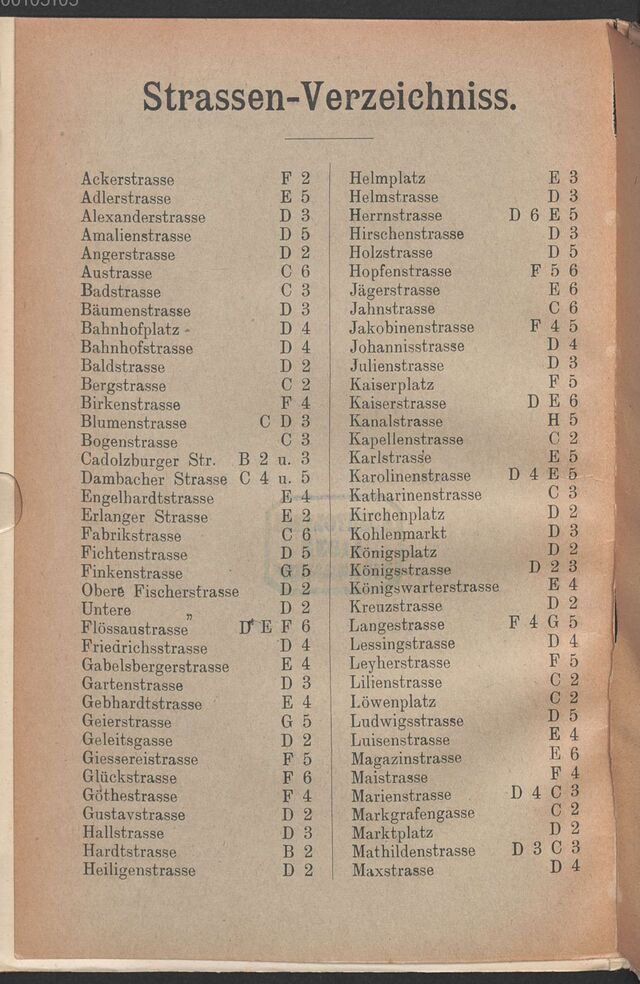 00103103
Strassen-Verzeichniss.
Ackerstrasse F 2
Adlerstrasse E 5
Alexanderstrasse D 3
Amalienstrasse D 5
Angerstrasse D 2
Austrasse C 6
Badstrasse C 3
Bäumenstrasse D 3
Bahnhofplatz D 4
Bahnhofstrasse D 4
Baldstrasse D 2
Bergstrasse C 2
Birkenstrasse F 4
Blumenstrasse C D 3
Bogenstrasse C 3
Cadolzburger Str. B 2 u. 3
Dambacher Strasse C 4 u. 5
Engelhardtstrasse E 4
Erlanger Strasse E 2
Fabrikstrasse C 6
Fichtenstrasse D 5
Finkenstrasse G 5
Obere Fischerstrasse D 2
Untere „ D 2
Flössaustrasse D E F 6
Friedrichsstrasse D 4
Gabelsbergerstrasse E 4
Gartenstrasse D 3
Gebhardtstrasse E 4
Geierstrasse G 5
Geleitsgasse D 2
Giessereistrasse F 5
Glückstrasse F 6
Göthestrasse F 4
Gustavstrasse D 2
Hallstrasse D 3
Hardtstrasse B 2
Heiligenstrasse D 2
Helmplatz E 3
Helmstrasse D 3
Herrnstrasse D 6 E 5
Hirschenstrasse D 3
Holzstrasse D 5
Hopfenstrasse F 5 6
Jägerstrasse E 6
Jahnstrasse C 6
Jakobinenstrasse F 4 5
Johannisstrasse D 4
Julienstrasse D 3
Kaiserplatz F 5
Kaiserstrasse D E 6
Kanalstrasse H 5
Kapellenstrasse C 2
Karlstrasse E 5
Karolinenstrasse D 4 E 5
Katharinenstrasse C 3
Kirchenplatz D 2
Kohlenmarkt D 3
Königsplatz D 2
Königsstrasse D 2 3
Königswarterstrasse E 4
Kreuzstrasse D 2
Langestrasse F 4 G 5
Lessingstrasse D 4
Leyherstrasse F 5
Lilienstrasse C 2
Löwenplatz C 2
Ludwigsstrasse D 5
Luisenstrasse E 4
Magazinstrasse E 6
Maistrasse F 4
Marienstrasse D 4 C 3
Markgrafengasse C 2
Marktplatz D 2
Mathildenstrasse D 3 C 3
Maxstrasse D 4